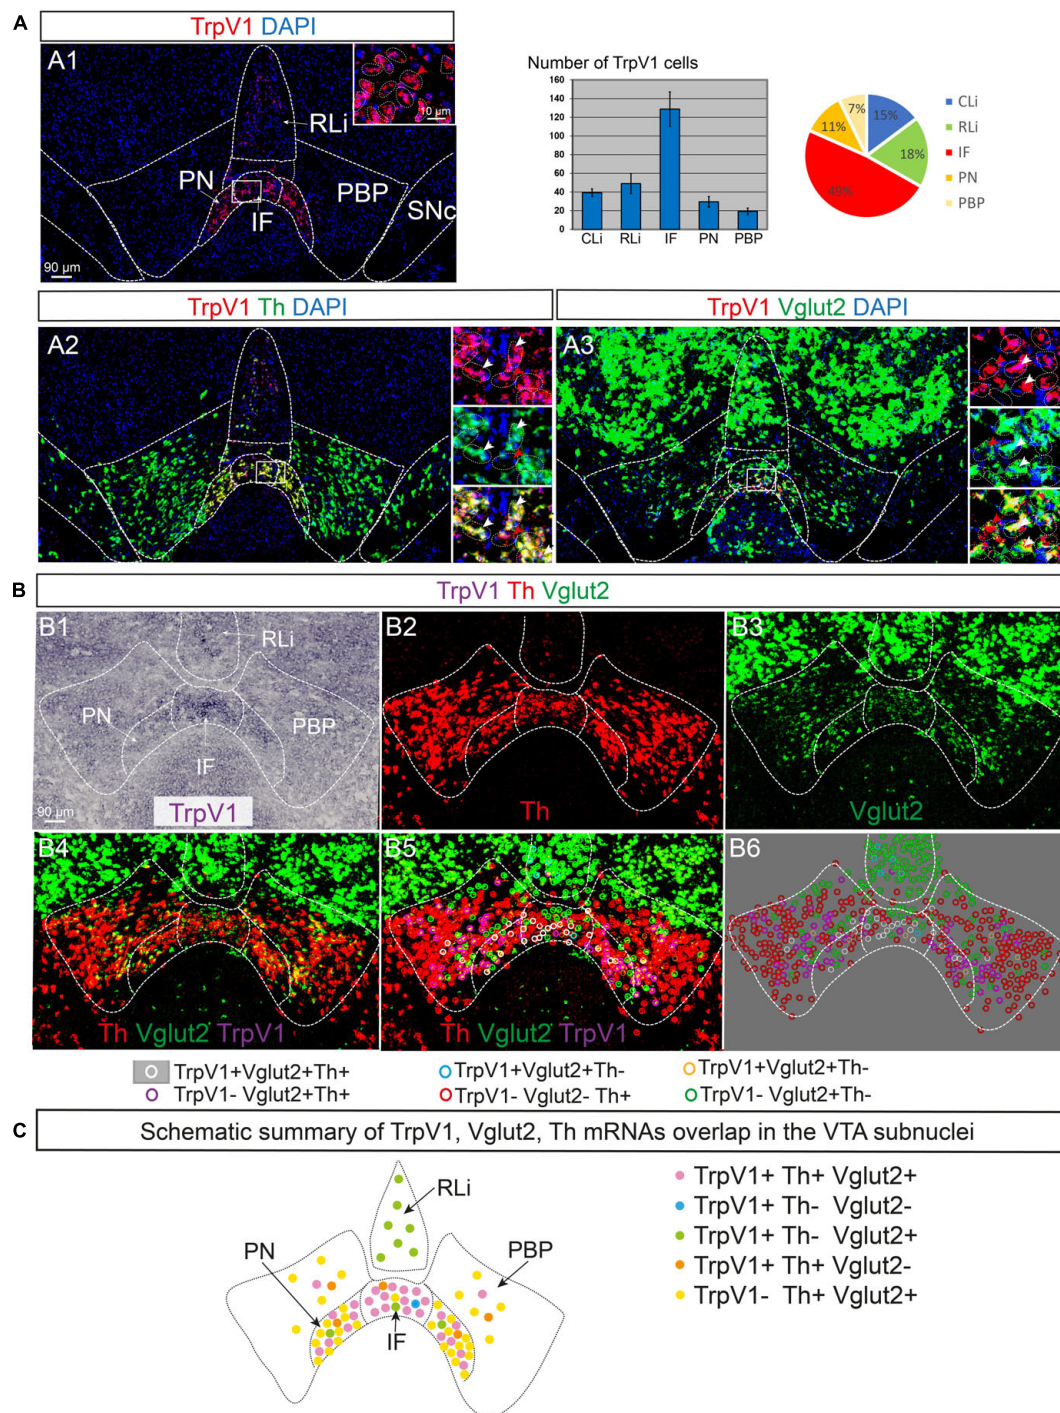 A
TrpV1 DAPI
A1
RLi
PN
IF
PBP
SNc
10 µm
90 µm
Number of TrpV1 cells
160
140
120
100
80
60
40
20
0
CLi RLi IF PN PBP
7%
15%
11%
18%
49%
CLi
RLi
IF
PN
PBP
TrpV1 Th DAPI
A2
TrpV1 Vglut2 DAPI
A3
B
TrpV1 Th Vglut2
B1
RLi
PN
PBP
IF
90 µm
TrpV1
B2
Th
B3
Vglut2
B4
Th Vglut2 TrpV1
B5
Th Vglut2 TrpV1
B6
TrpV1+Vglut2+Th+
TrpV1+Vglut2+Th-
TrpV1+Vglut2+Th-
TrpV1- Vglut2+Th+
TrpV1- Vglut2- Th+
TrpV1- Vglut2+Th-
C
Schematic summary of TrpV1, Vglut2, Th mRNAs overlap in the VTA subnuclei
RLi
PN
PBP
IF
TrpV1+ Th+ Vglut2+
TrpV1+ Th- Vglut2-
TrpV1+ Th- Vglut2+
TrpV1+ Th+ Vglut2-
TrpV1- Th+ Vglut2+